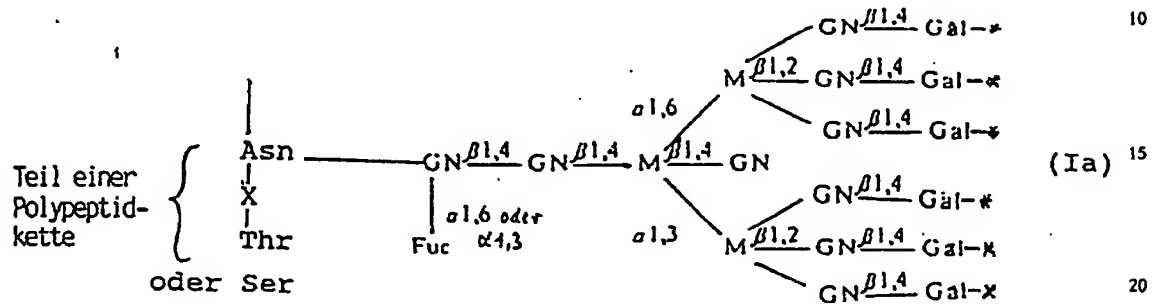 GN β1,4 Gal-*   10
M β1,2 GN β1,4 Gal-*
α1,6   GN β1,4 Gal-*
Asn   GN β1,4 GN β1,4 M β1,4 GN   (Ia)   15
Teil einer
Polypeptid-
kette
X
α1,6 oder
α1,3
Thr   Fuc
α1,3   GN β1,4 Gal-*
M β1,2 GN β1,4 Gal-*
oder Ser   GN β1,4 Gal-*   20